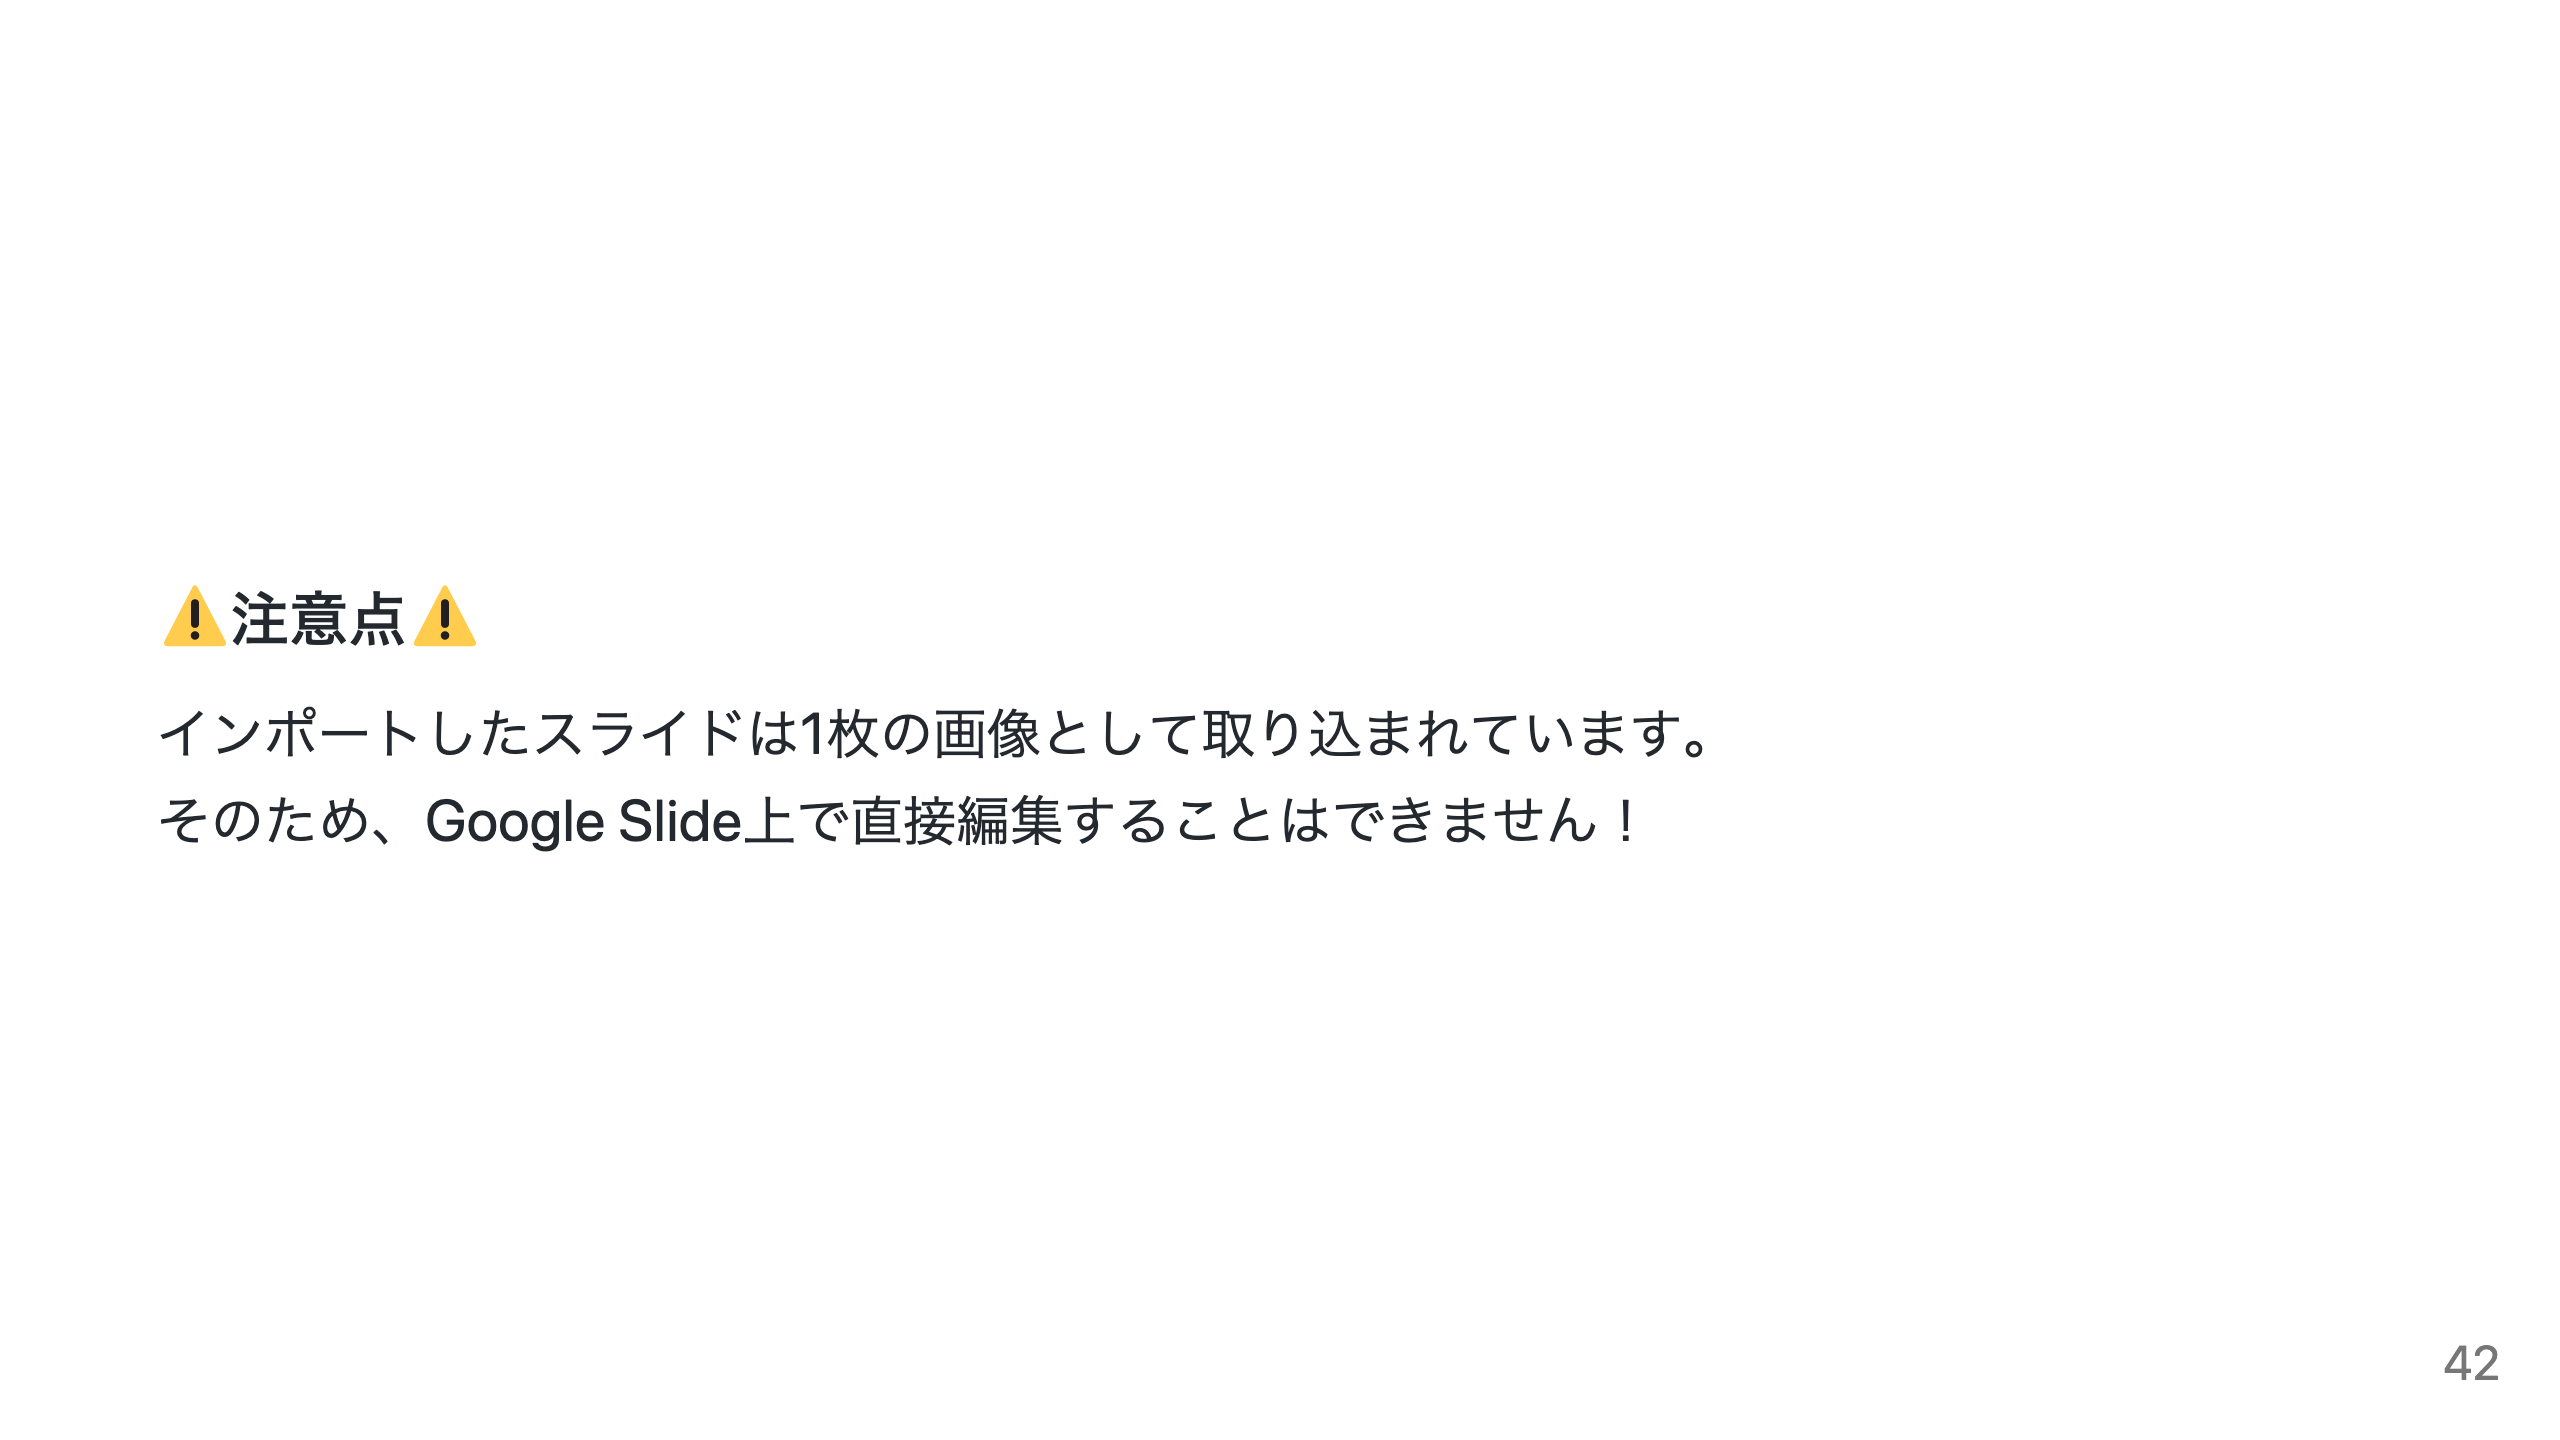 ⚠️注意点⚠️
インポートしたスライドは1枚の画像として取り込まれています。
そのため、Google Slide上で直接編集することはできません！
42